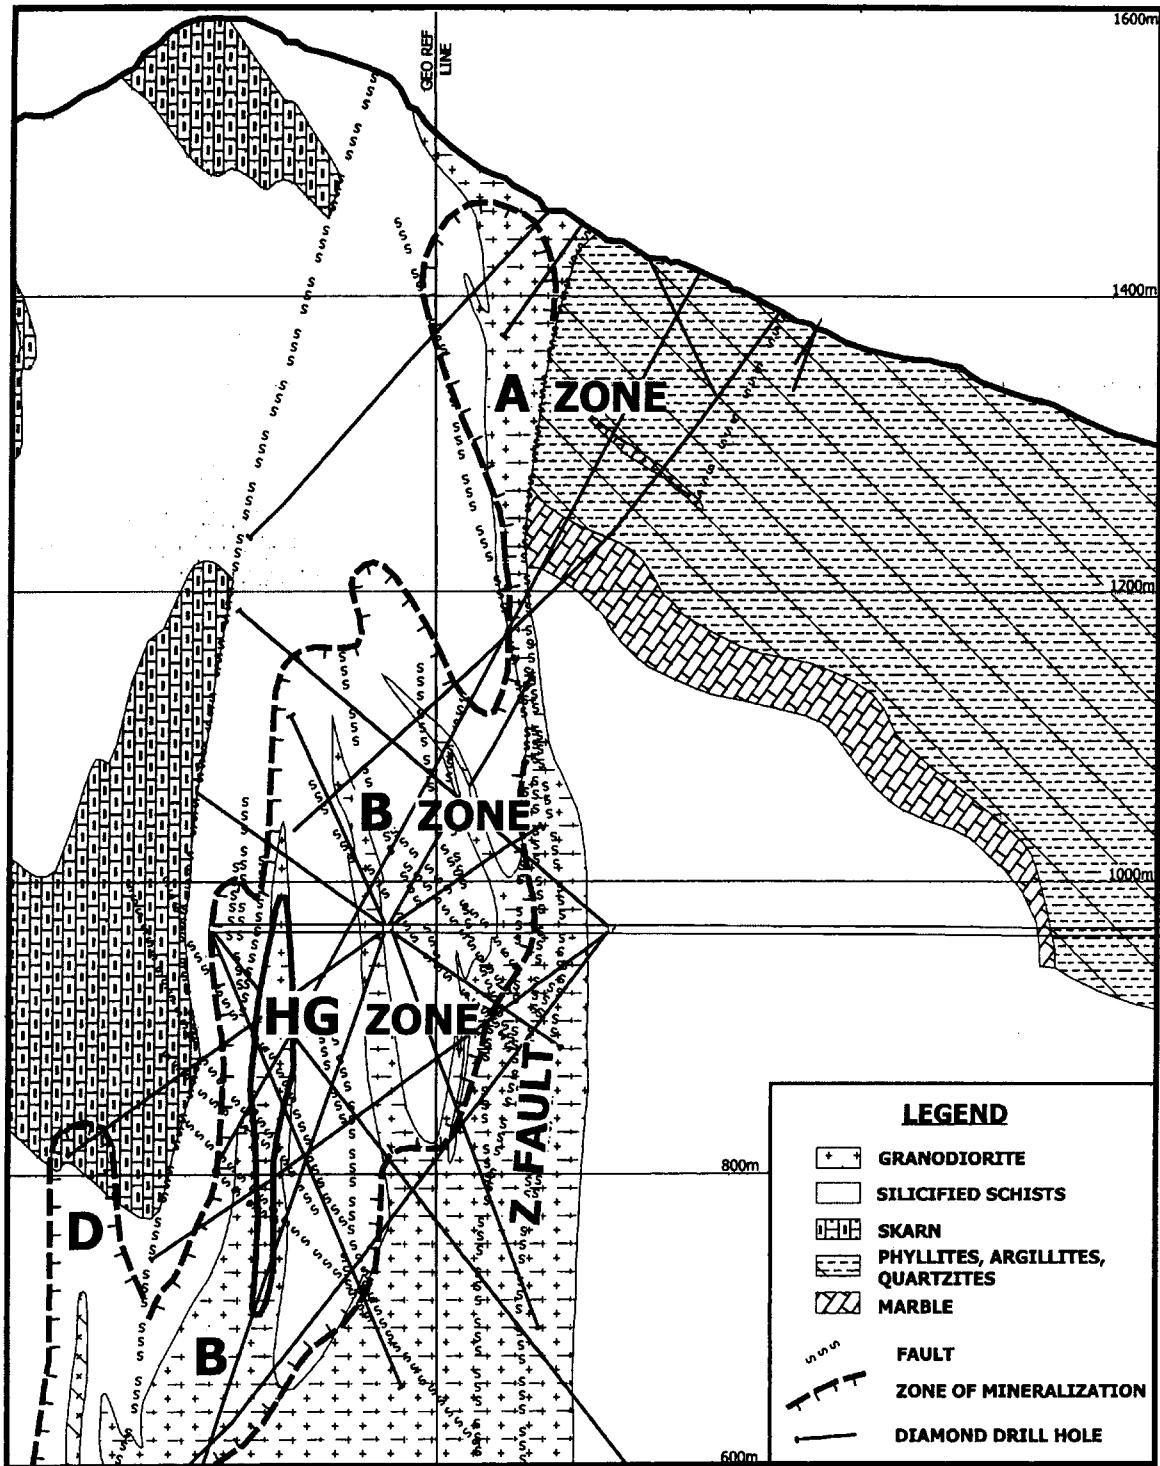 1600m
GEO REF
LINE
1400m
A ZONE
1200m
B ZONE
1000m
HG ZONE
Z FAULT
800m
D
B
600m
LEGEND
GRANODIORITE
SILICIFIED SCHISTS
SKARN
PHYLLITES, ARGILLITES,
QUARTZITES
MARBLE
FAULT
ZONE OF MINERALIZATION
DIAMOND DRILL HOLE